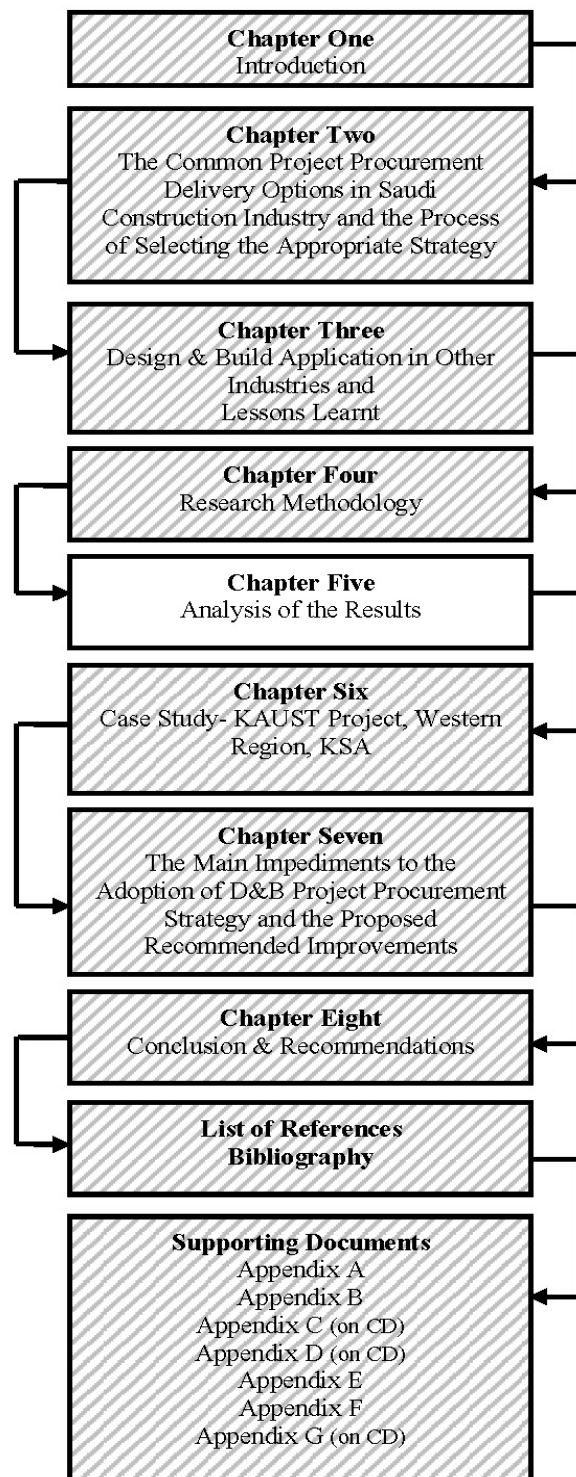 Chapter One
Introduction
Chapter Two
The Common Project Procurement
Delivery Options in Saudi
Construction Industry and the Process
of Selecting the Appropriate Strategy
Chapter Three
Design & Build Application in Other
Industries and
Lessons Learnt
Chapter Four
Research Methodology
Chapter Five
Analysis of the Results
Chapter Six
Case Study- KAUST Project, Western
Region, KSA
Chapter Seven
The Main Impediments to the
Adoption of D&B Project Procurement
Strategy and the Proposed
Recommended Improvements
Chapter Eight
Conclusion & Recommendations
List of References
Bibliography
Supporting Documents
Appendix A
Appendix B
Appendix C (on CD)
Appendix D (on CD)
Appendix E
Appendix F
Appendix G (on CD)